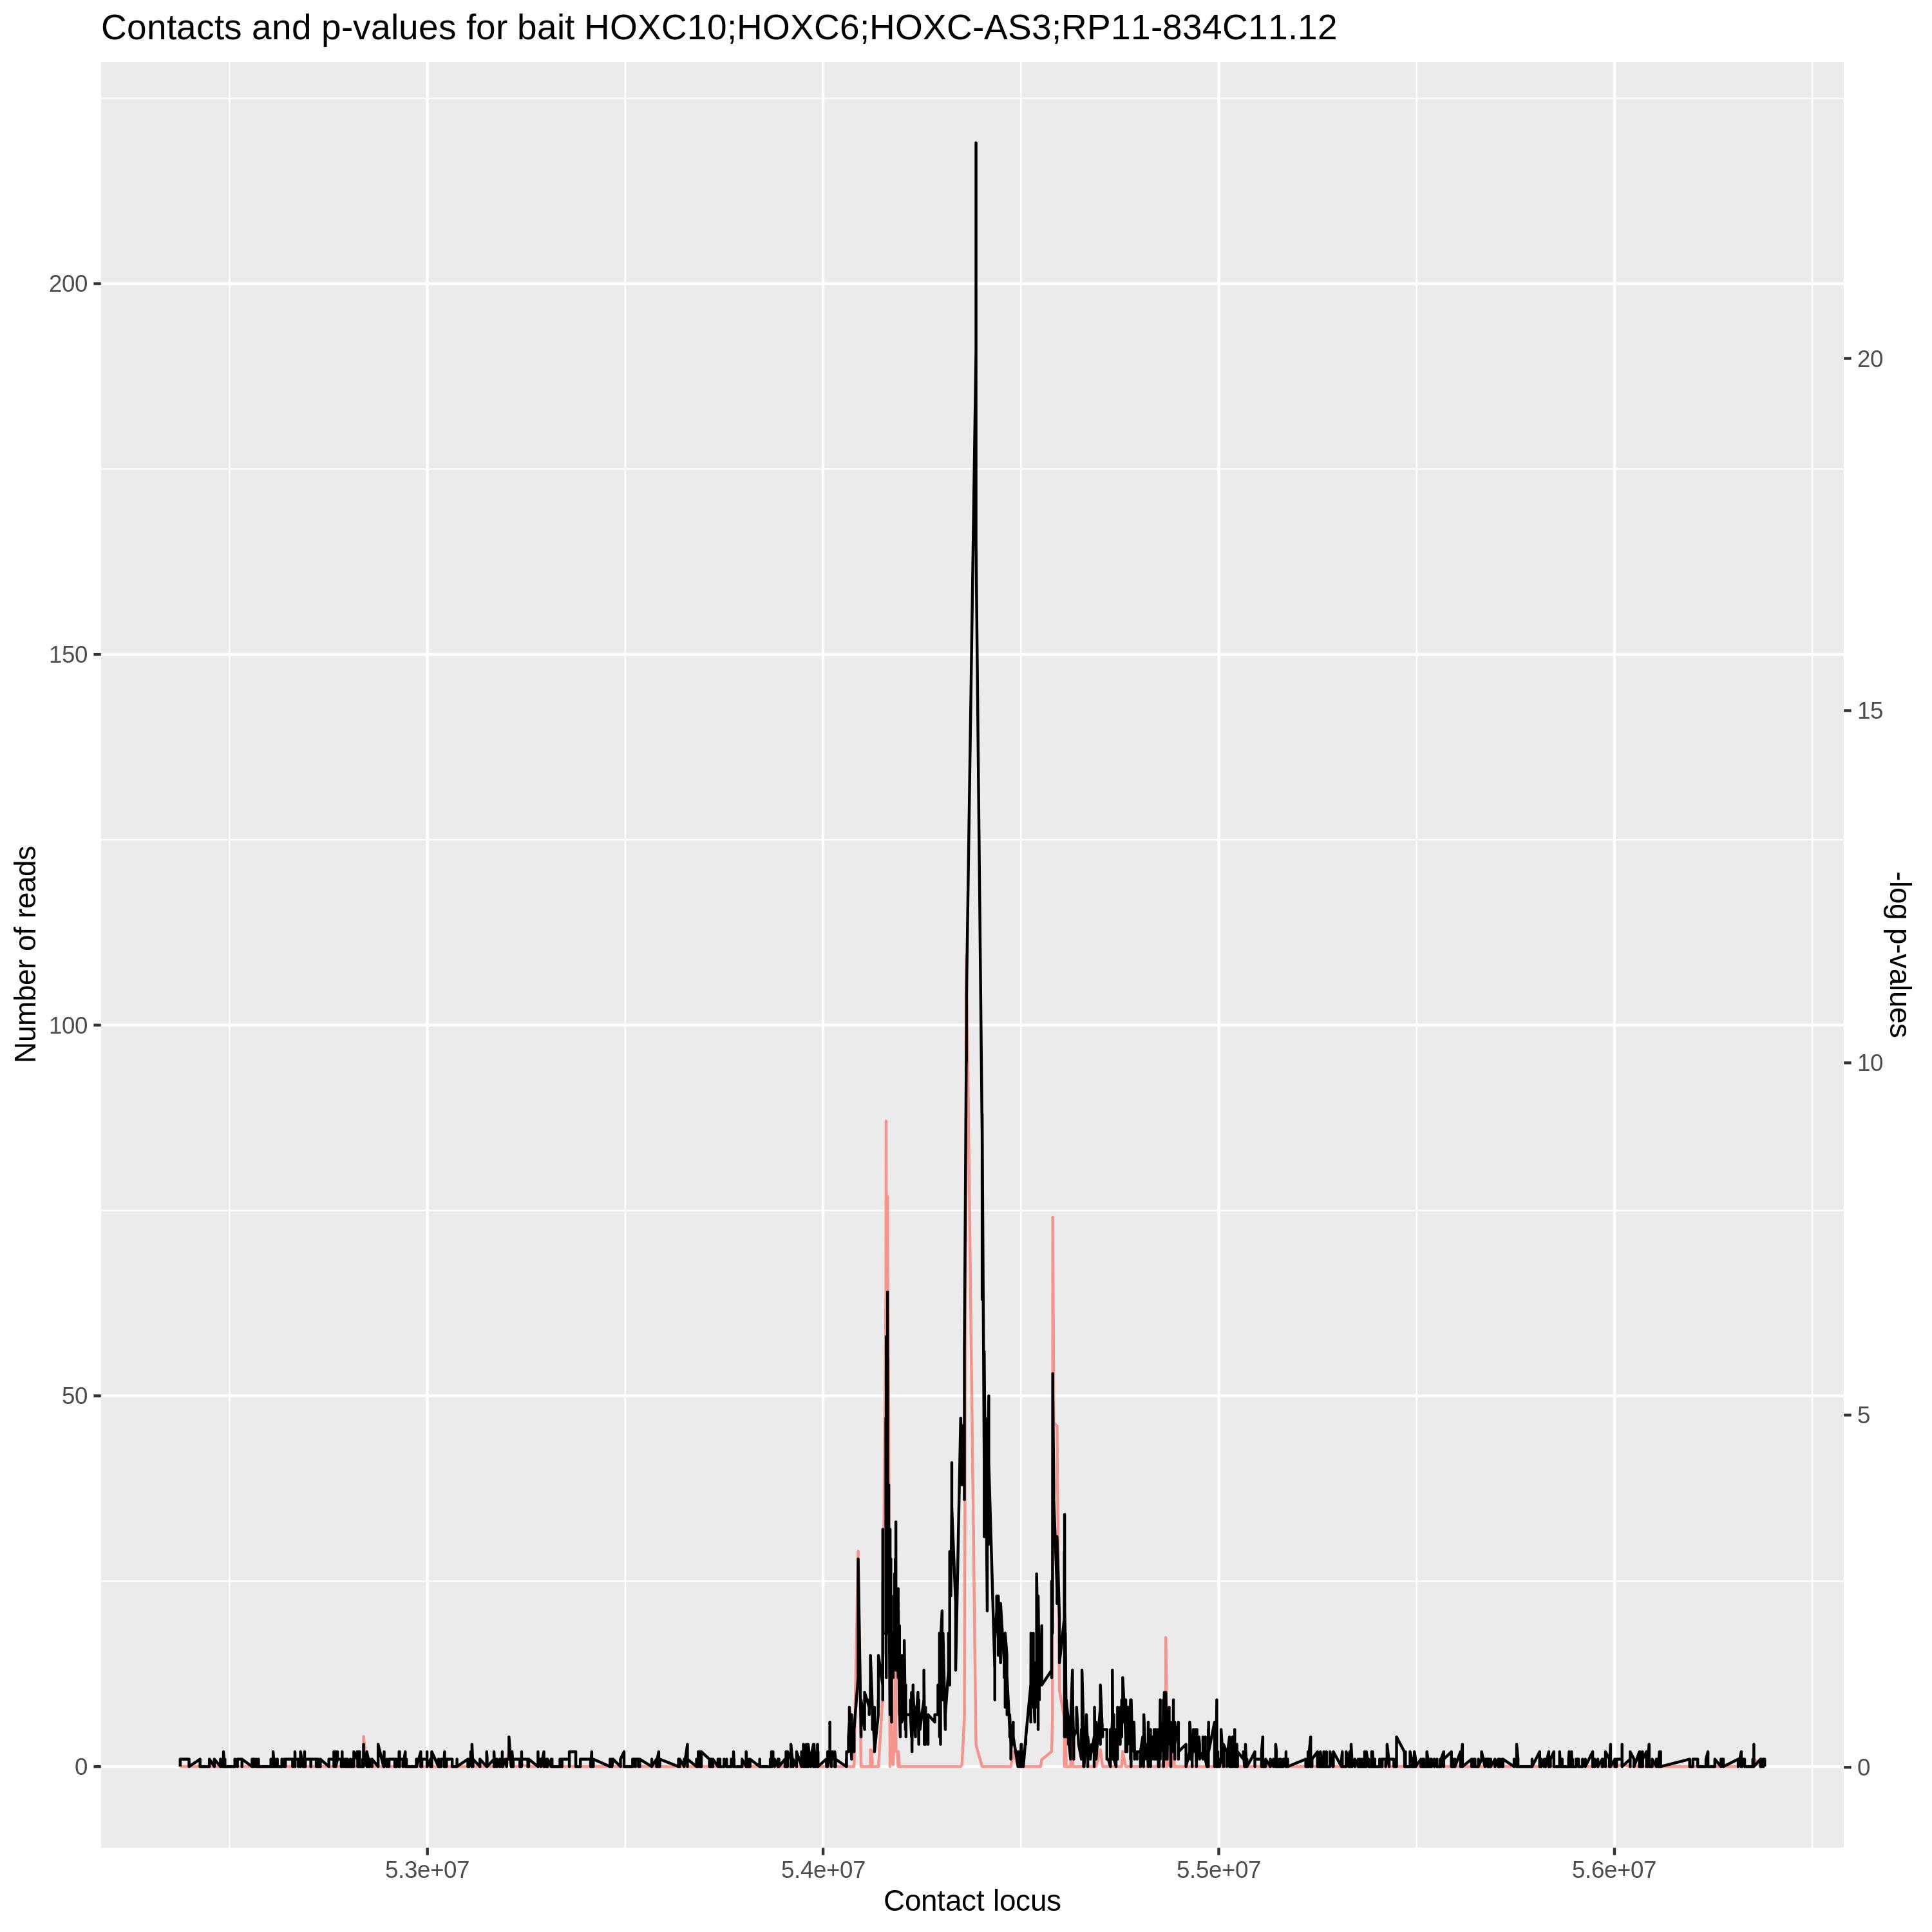 Contacts and p-values for bait HOXC10;HOXC6;HOXC-AS3;RP11-834C11.12
200
150
100
50
0
Number of reads
20
15
10
5
0
-log p-values
5.3e+07
5.4e+07
5.5e+07
5.6e+07
Contact locus